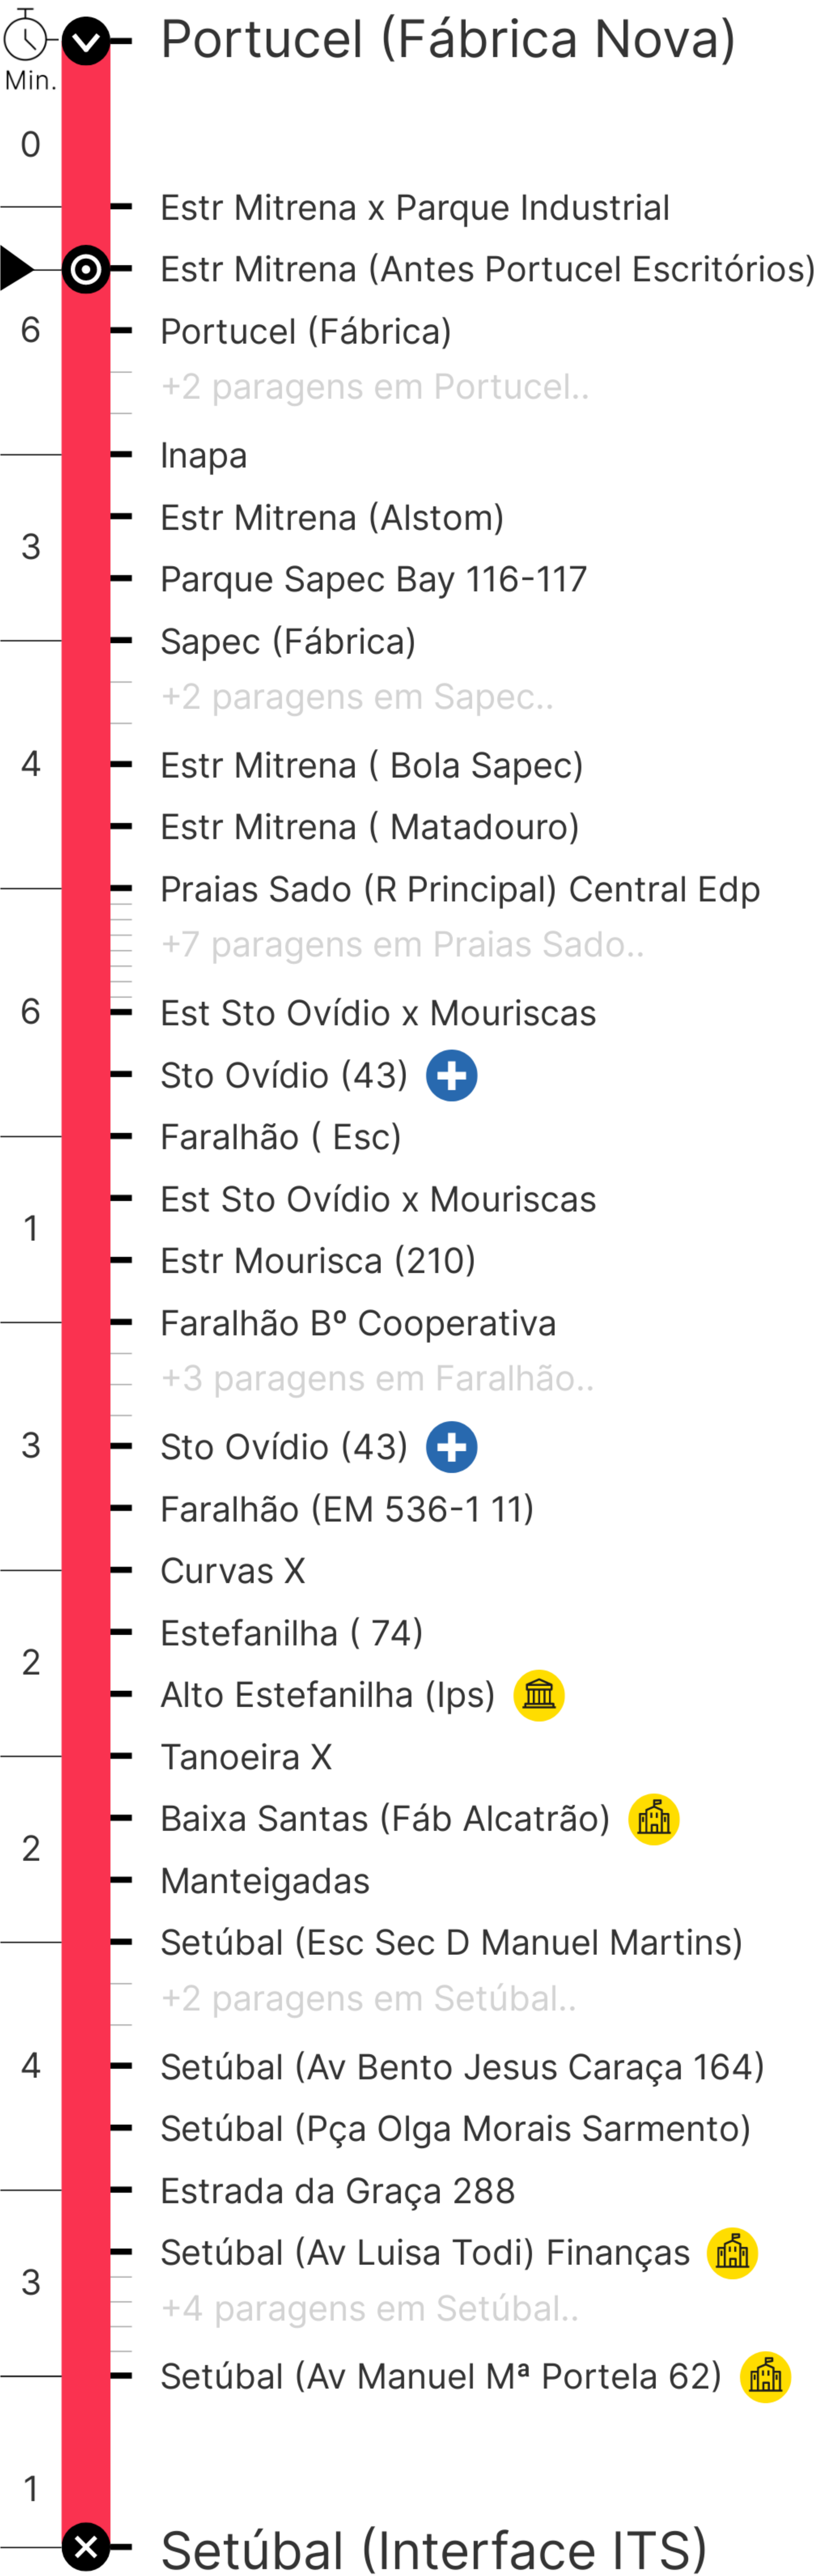 Portucel (Fábrica Nova)
Min.
0
Estr Mitrena x Parque Industrial
Estr Mitrena (Antes Portucel Escritórios)
6
Portucel (Fábrica)
+2 paragens em Portucel..
Inapa
Estr Mitrena (Alstom)
3
Parque Sapec Bay 116-117
Sapec (Fábrica)
+2 paragens em Sapec..
4
Estr Mitrena ( Bola Sapec)
Estr Mitrena ( Matadouro)
Praias Sado (R Principal) Central Edp
+7 paragens em Praias Sado..
6
Est Sto Ovídio x Mouriscas
Sto Ovídio (43)
Faralhão ( Esc)
Est Sto Ovídio x Mouriscas
1
Estr Mourisca (210)
Faralhão Bº Cooperativa
+3 paragens em Faralhão..
3
Sto Ovídio (43)
Faralhão (EM 536-1 11)
Curvas X
Estefanilha ( 74)
2
Alto Estefanilha (Ips)
Tanoeira X
Baixa Santas (Fáb Alcatrão)
2
Manteigadas
Setúbal (Esc Sec D Manuel Martins)
+2 paragens em Setúbal..
4
Setúbal (Av Bento Jesus Caraça 164)
Setúbal (Pça Olga Morais Sarmento)
Estrada da Graça 288
Setúbal (Av Luisa Todi) Finanças
3
+4 paragens em Setúbal..
Setúbal (Av Manuel Mª Portela 62)
1
Setúbal (Interface ITS)